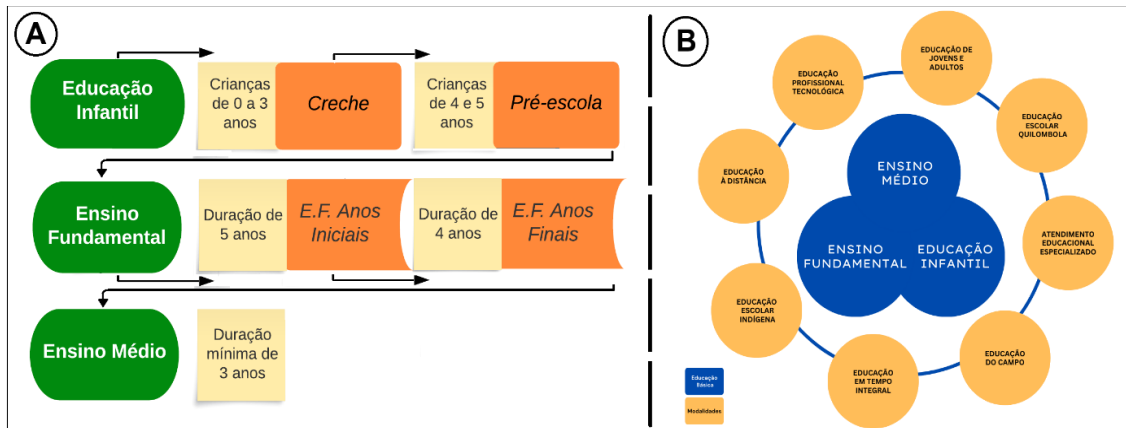 A
Educação
Infantil
Crianças
de 0 a 3
anos
Creche
Crianças
de 4 e 5
anos
Pré-escola
Ensino
Fundamental
Duração de
5 anos
E.F. Anos
Iniciais
Duração de
4 anos
E.F. Anos
Finais
Ensino Médio
Duração
mínima de
3 anos
B
EDUCAÇÃO DE
JOVENS E
ADULTOS
EDUCAÇÃO
PROFISSIONAL
TECNOLÓGICA
EDUCAÇÃO
ESCOLAR
QUILOMBOLA
EDUCAÇÃO
À DISTÂNCIA
ENSINO
MÉDIO
ENSINO
FUNDAMENTAL
EDUCAÇÃO
INFANTIL
ATENDIMENTO
EDUCACIONAL
ESPECIALIZADO
EDUCAÇÃO
ESCOLAR
INDÍGENA
EDUCAÇÃO
DO CAMPO
EDUCAÇÃO
EM TEMPO
INTEGRAL
Educação
Básica
Modalidades